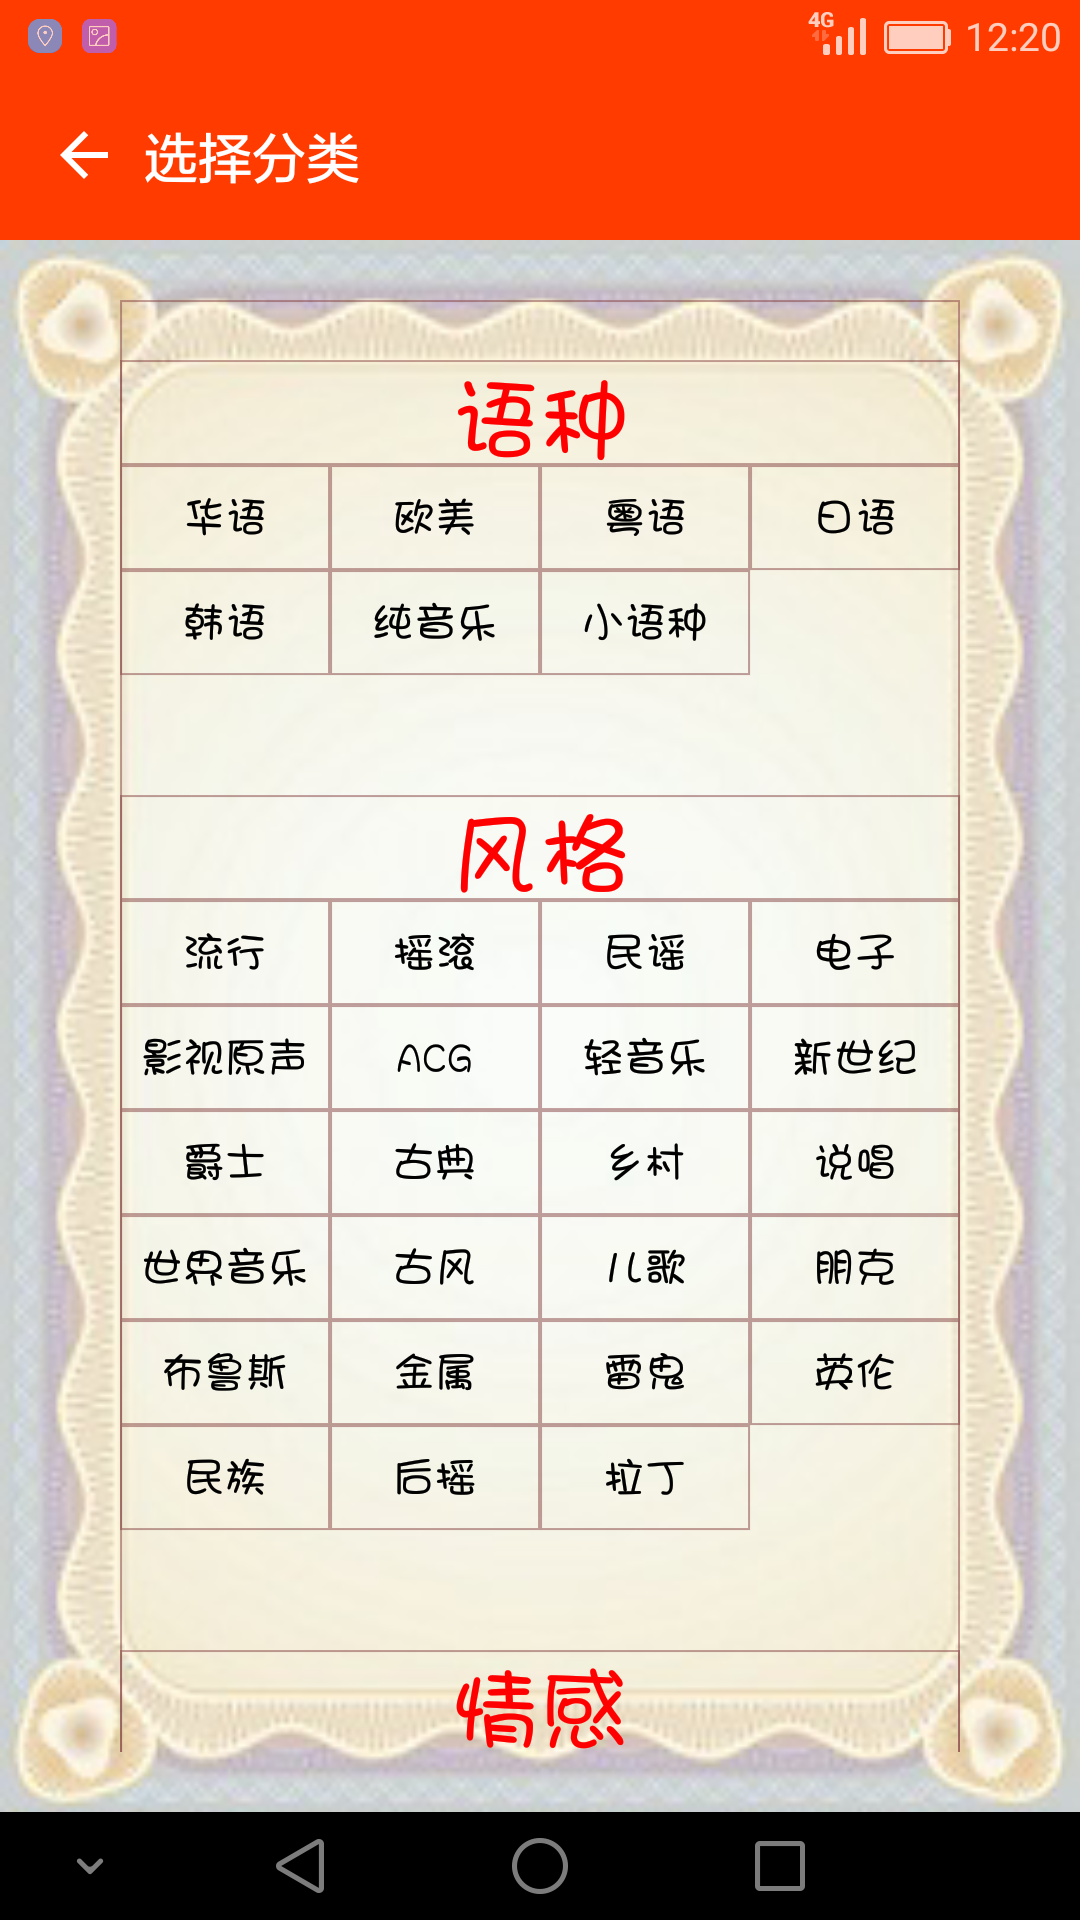 4G 12:20
选择分类
语种
华语 欧美 粤语 日语
韩语 纯音乐 小语种
风格
流行 摇滚 民谣 电子
影视原声 ACG 轻音乐 新世纪
爵士 古典 乡村 说唱
世界音乐 古风 儿歌 朋克
布鲁斯 金属 雷鬼 英伦
民族 后摇 拉丁
情感